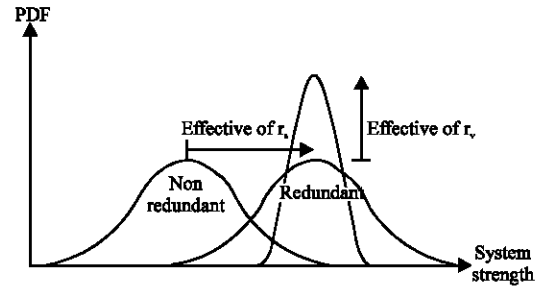 PDF
Effective of rₛ
Effective of rᵥ
Non
redundant
Redundant
System
strength